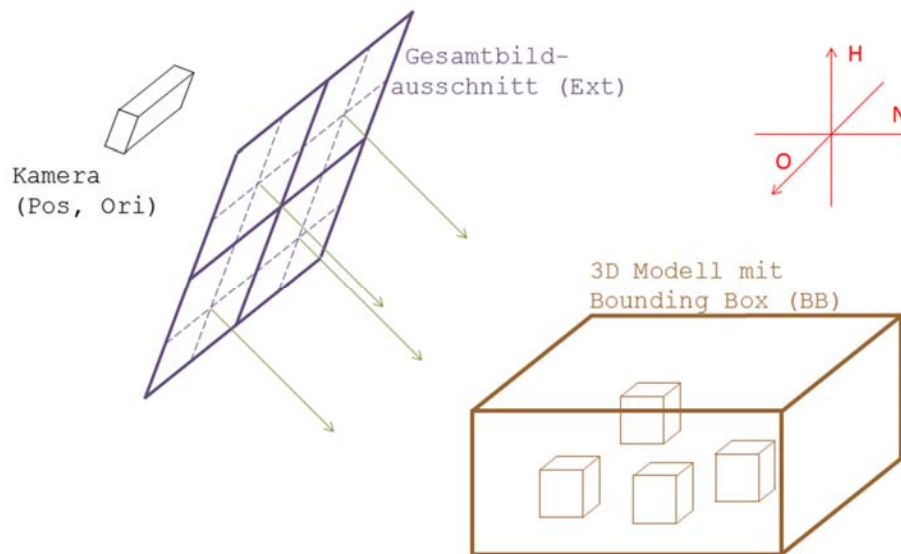 Gesamtbild-
ausschnitt (Ext)
H
N
O
Kamera
(Pos, Ori)
3D Modell mit
Bounding Box (BB)